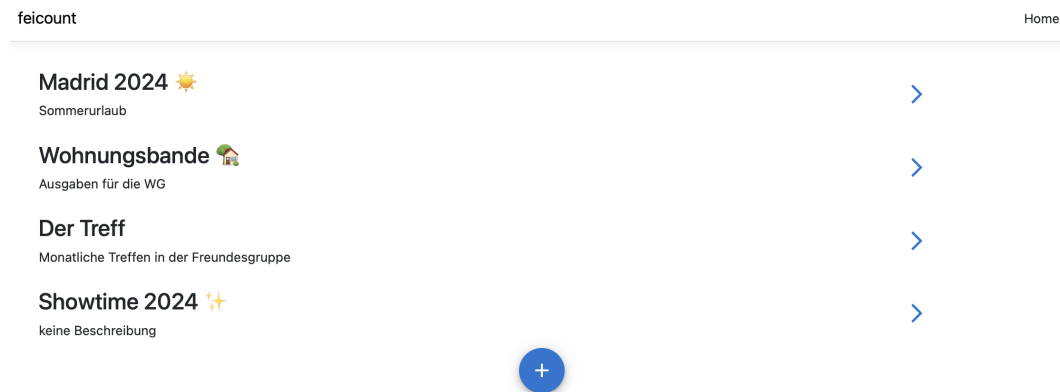 feicount
Home
Madrid 2024 ☀️
Sommerurlaub
Wohnungsbande 🏡
Ausgaben für die WG
Der Treff
Monatliche Treffen in der Freundesgruppe
Showtime 2024 ✨
keine Beschreibung
+